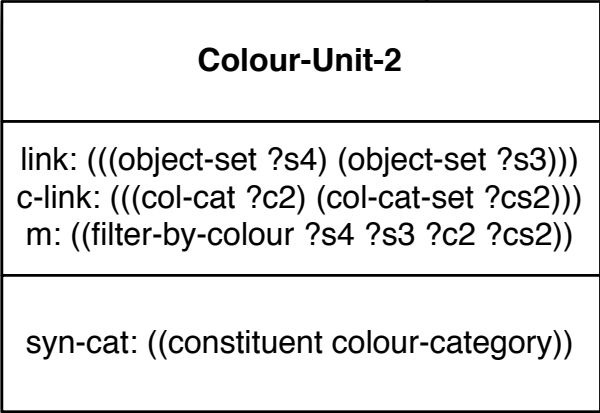 Colour-Unit-2
link: (((object-set ?s4) (object-set ?s3)))
c-link: (((col-cat ?c2) (col-cat-set ?cs2)))
m: ((filter-by-colour ?s4 ?s3 ?c2 ?cs2))
syn-cat: ((constituent colour-category))